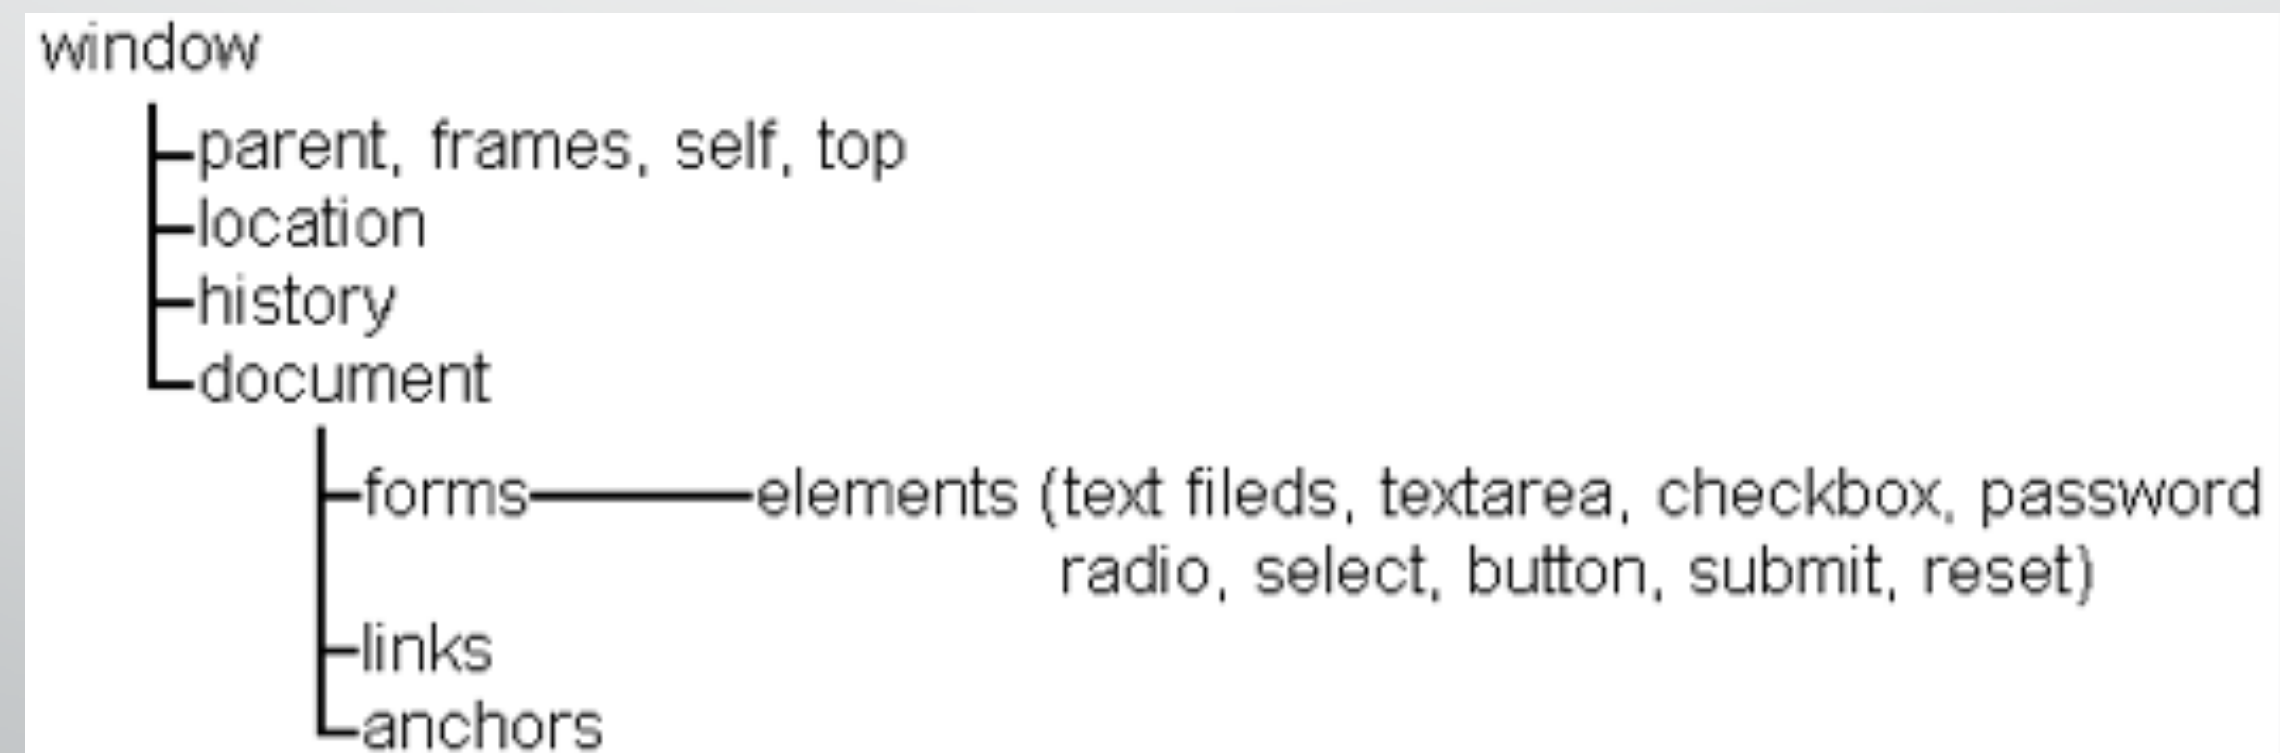 window
parent, frames, self, top
location
history
document
forms elements (text fileds, textarea, checkbox, password
radio, select, button, submit, reset)
links
anchors